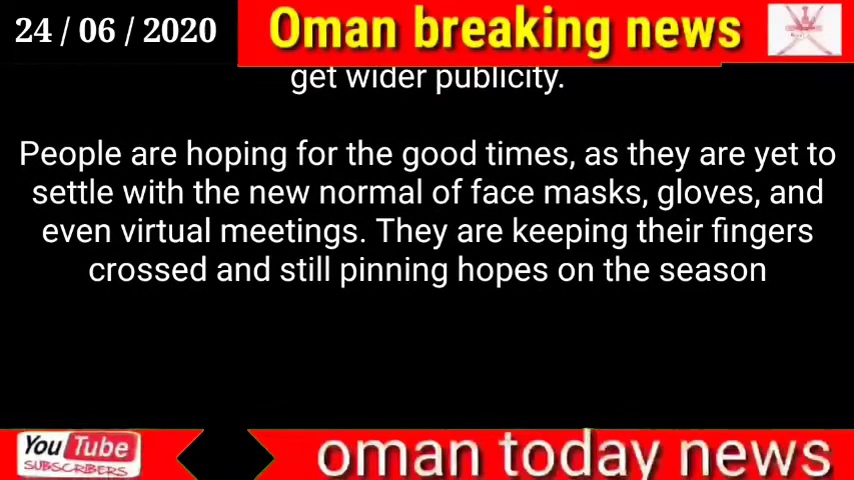 24 / 06 / 2020
Oman breaking news
get wider publicity.
People are hoping for the good times, as they are yet to
settle with the new normal of face masks, gloves, and
even virtual meetings. They are keeping their fingers
crossed and still pinning hopes on the season
YouTube
SUBSCRIBERS
oman today news